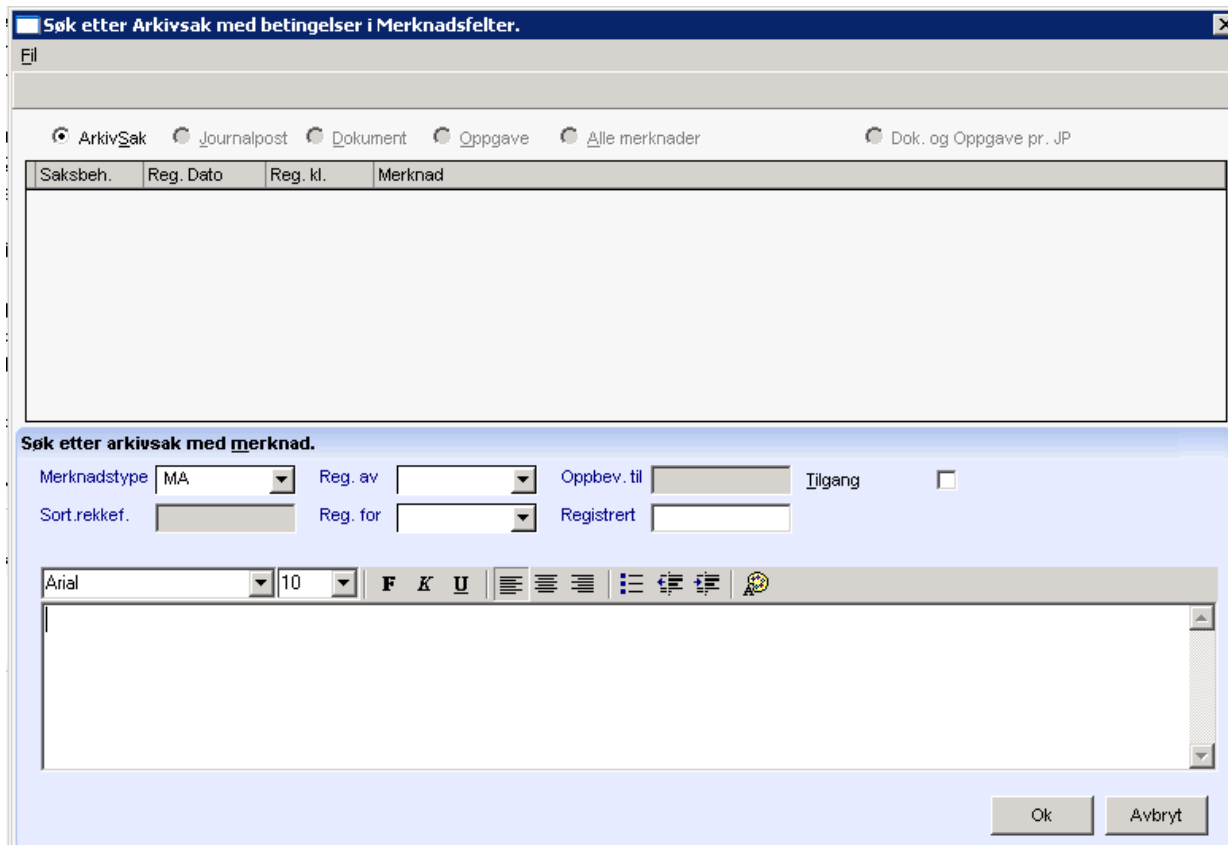 Søk etter Arkivsak med betingelser i Merknadsfelter.
Fil
ArkivSak Journalpost Dokument Oppgave Alle merknader Dok. og Oppgave pr. JP
Saksbeh. Reg. Dato Reg. kl. Merknad
Søk etter arkivsak med merknad.
Merknadstype MA Reg. av Oppbev. til Tilgang
Sort.rekkef. Reg. for Registrert
Arial 10 F K U
Ok Avbryt